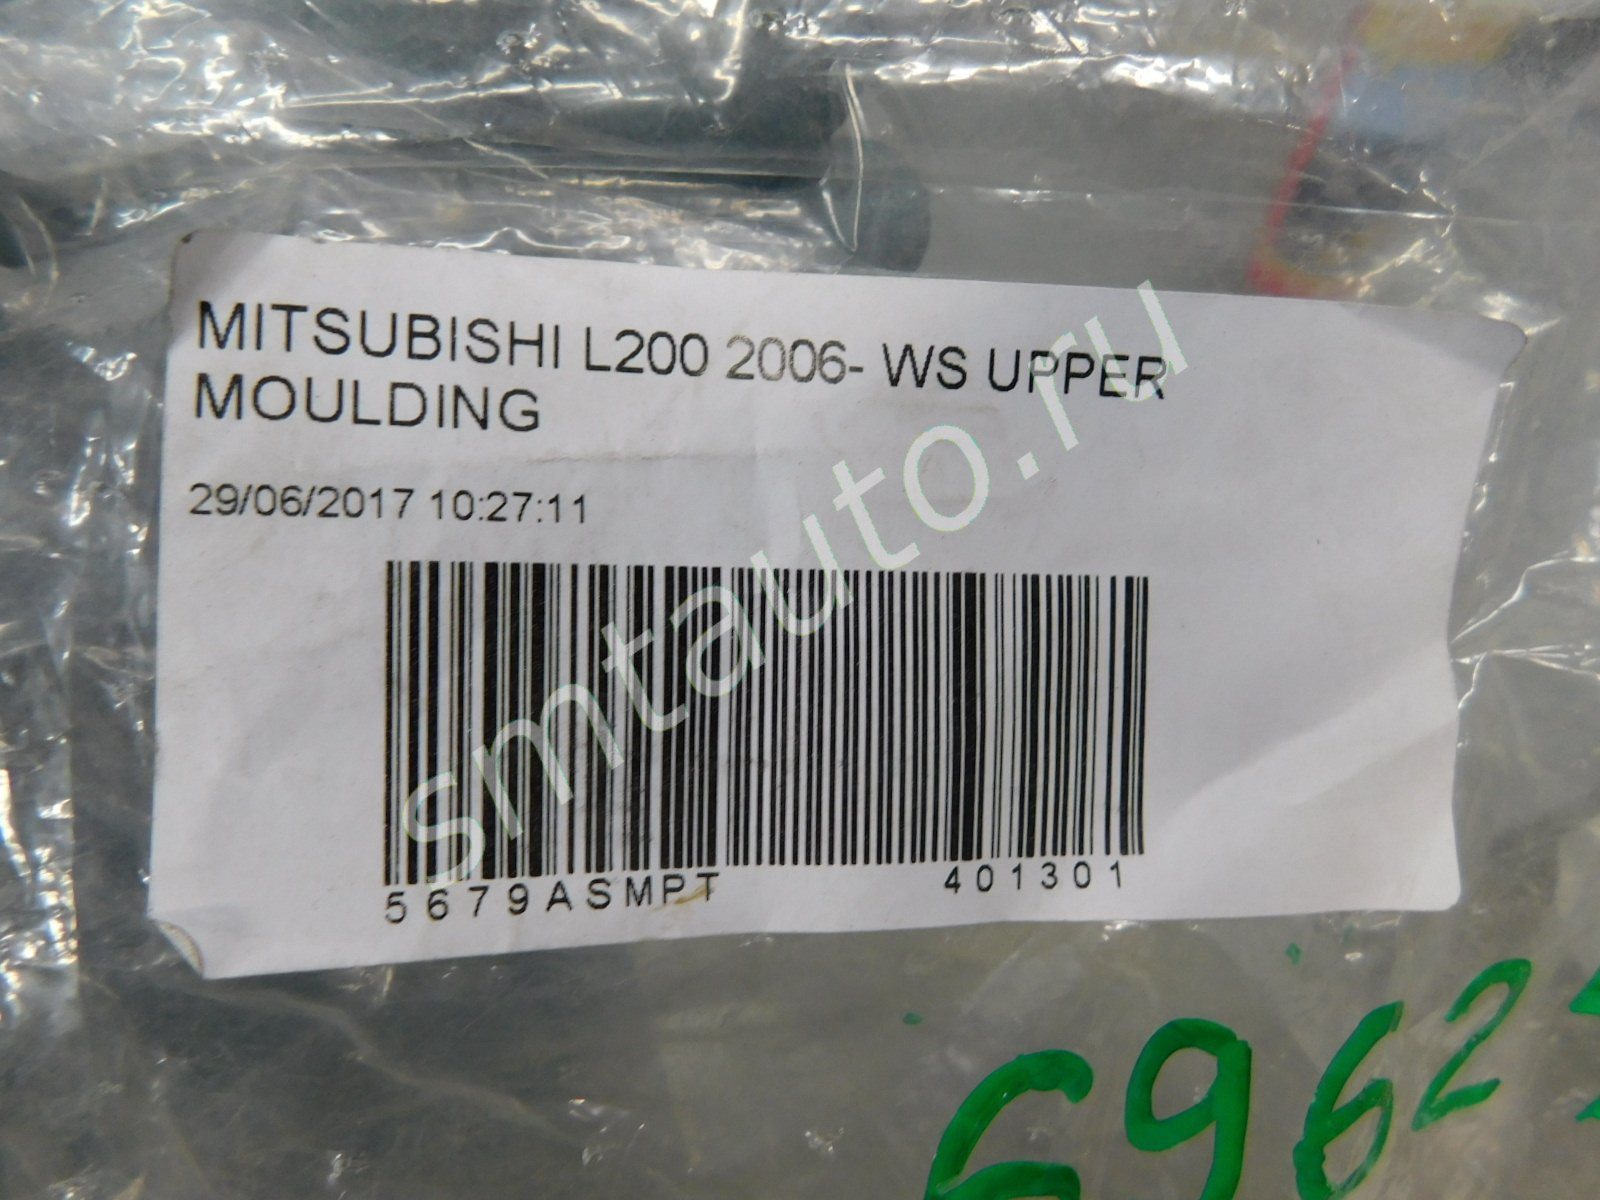 MITSUBISHI L200 2006- WS UPPER
MOULDING
29/06/2017 10:27:11
5679ASMPT 401301
smtauto.ru